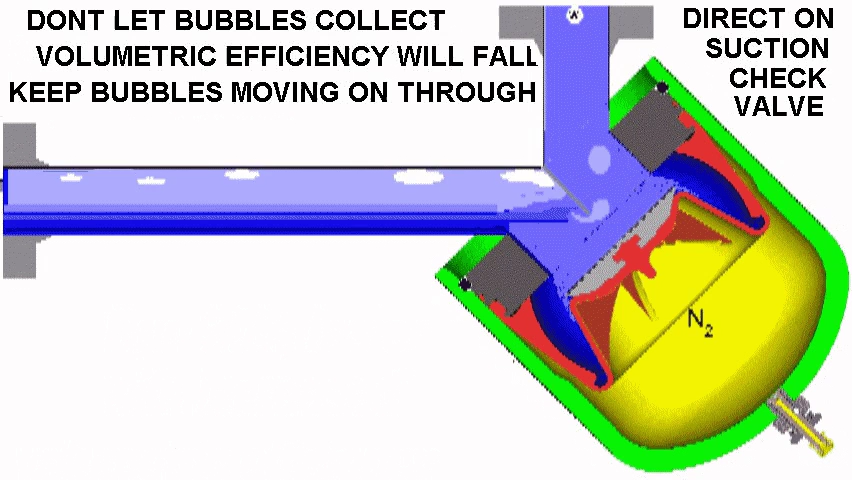 DONT LET BUBBLES COLLECT
VOLUMETRIC EFFICIENCY WILL FALL
KEEP BUBBLES MOVING ON THROUGH
DIRECT ON
SUCTION
CHECK
VALVE
N2